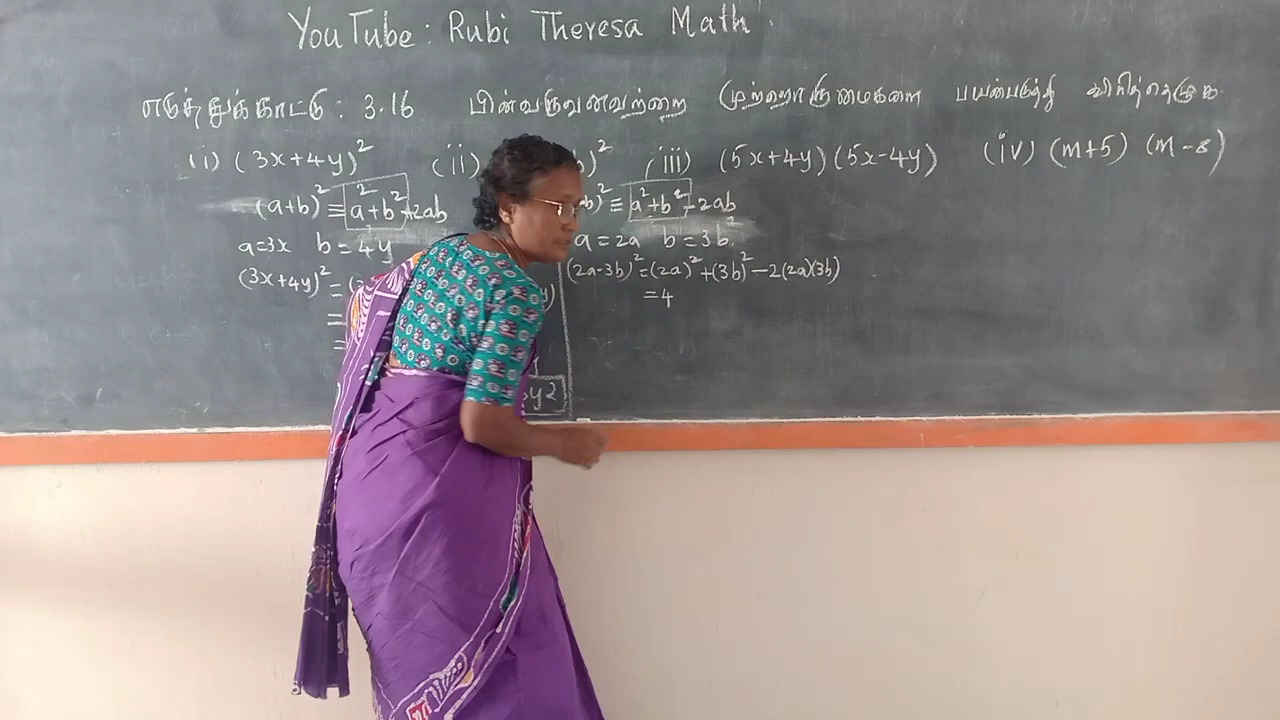 YouTube: Rubi Theresa Math
எடுத்துக்காட்டு : 3.16 பின்வருவனவற்றை முற்றொருமைகளை பயன்படுத்தி விரித்தெழுதுக.
(i) (3x+4y)² (ii) b)² (iii) (5x+4y)(5x-4y) (iv) (m+5) (m-8)
(a+b)² ≡ a²+b²+2ab b)² ≡ a²+b²-2ab
a=3x b=4y a=2a b=3b.
(3x+4y)² = y) (2a-3b)² = (2a)²+(3b)²-2(2a)(3b)
= =4
=
y2